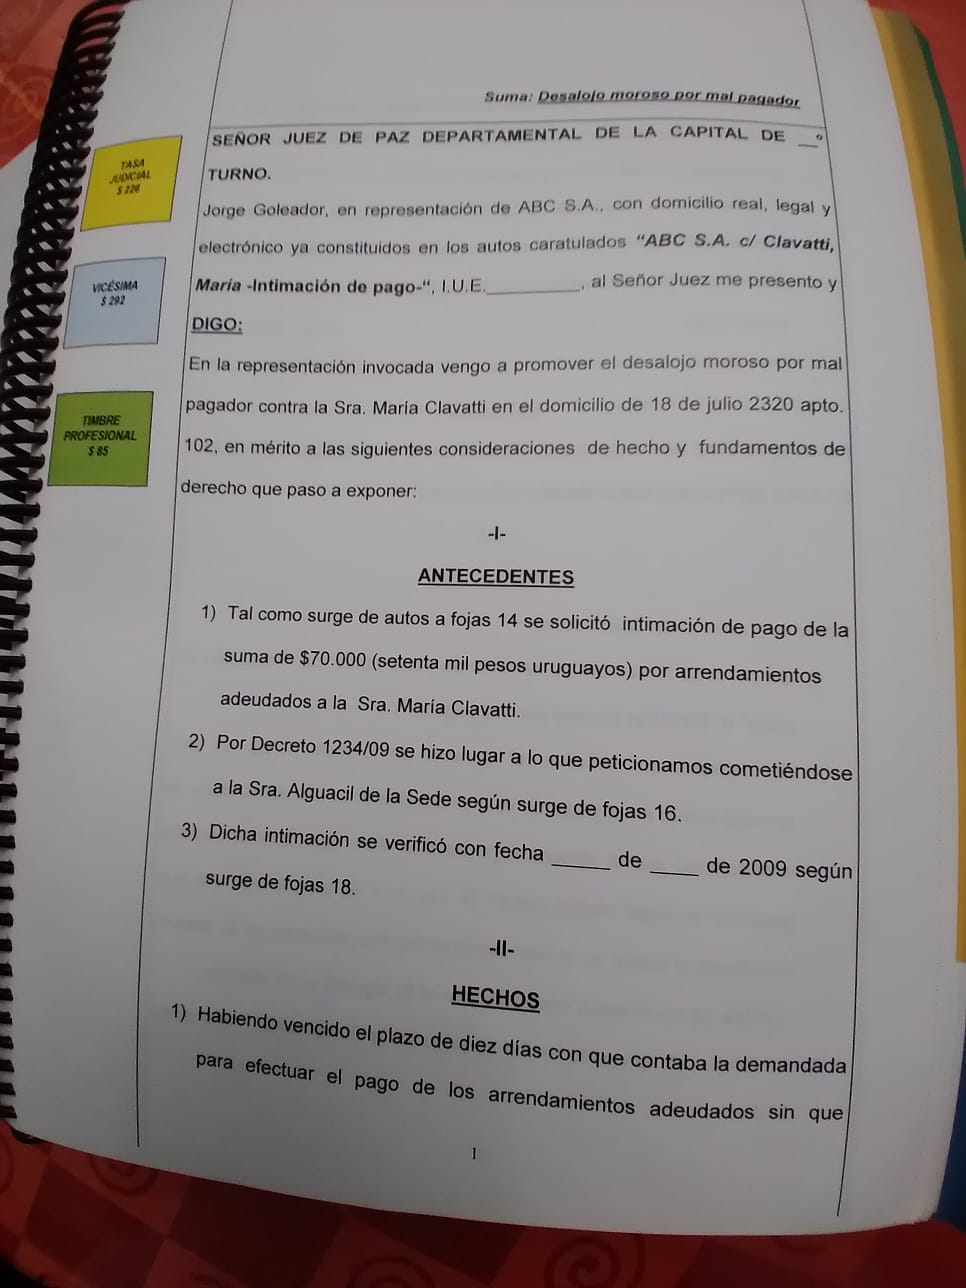 Suma: Desalojo moroso por mal pagador
SEÑOR JUEZ DE PAZ DEPARTAMENTAL DE LA CAPITAL DE ___º
TURNO.
TASA
JUDICIAL
$ 226
Jorge Goleador, en representación de ABC S.A., con domicilio real, legal y
electrónico ya constituidos en los autos caratulados “ABC S.A. c/ Clavatti,
María -Intimación de pago-“, I.U.E.__________, al Señor Juez me presento y
VICÉSIMA
$ 292
DIGO:
En la representación invocada vengo a promover el desalojo moroso por mal
pagador contra la Sra. María Clavatti en el domicilio de 18 de julio 2320 apto.
102, en mérito a las siguientes consideraciones de hecho y fundamentos de
derecho que paso a exponer:
TIMBRE
PROFESIONAL
$ 85
-I-
ANTECEDENTES
1) Tal como surge de autos a fojas 14 se solicitó intimación de pago de la
suma de $70.000 (setenta mil pesos uruguayos) por arrendamientos
adeudados a la Sra. María Clavatti.
2) Por Decreto 1234/09 se hizo lugar a lo que peticionamos cometiéndose
a la Sra. Alguacil de la Sede según surge de fojas 16.
3) Dicha intimación se verificó con fecha ______ de _____ de 2009 según
surge de fojas 18.
-II-
HECHOS
1) Habiendo vencido el plazo de diez días con que contaba la demandada
para efectuar el pago de los arrendamientos adeudados sin que
1